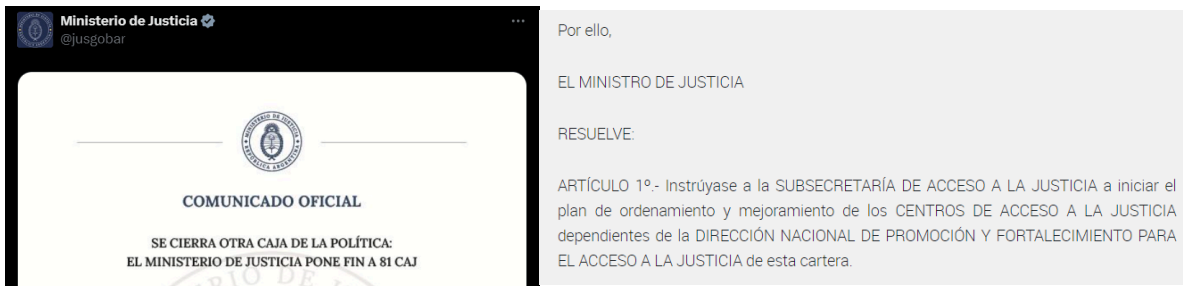 Ministerio de Justicia
@jusgobar
COMUNICADO OFICIAL
SE CIERRA OTRA CAJA DE LA POLÍTICA:
EL MINISTERIO DE JUSTICIA PONE FIN A 81 CAJ
Por ello,
EL MINISTRO DE JUSTICIA
RESUELVE:
ARTÍCULO 1º.- Instrúyase a la SUBSECRETARÍA DE ACCESO A LA JUSTICIA a iniciar el
plan de ordenamiento y mejoramiento de los CENTROS DE ACCESO A LA JUSTICIA
dependientes de la DIRECCIÓN NACIONAL DE PROMOCIÓN Y FORTALECIMIENTO PARA
EL ACCESO A LA JUSTICIA de esta cartera.